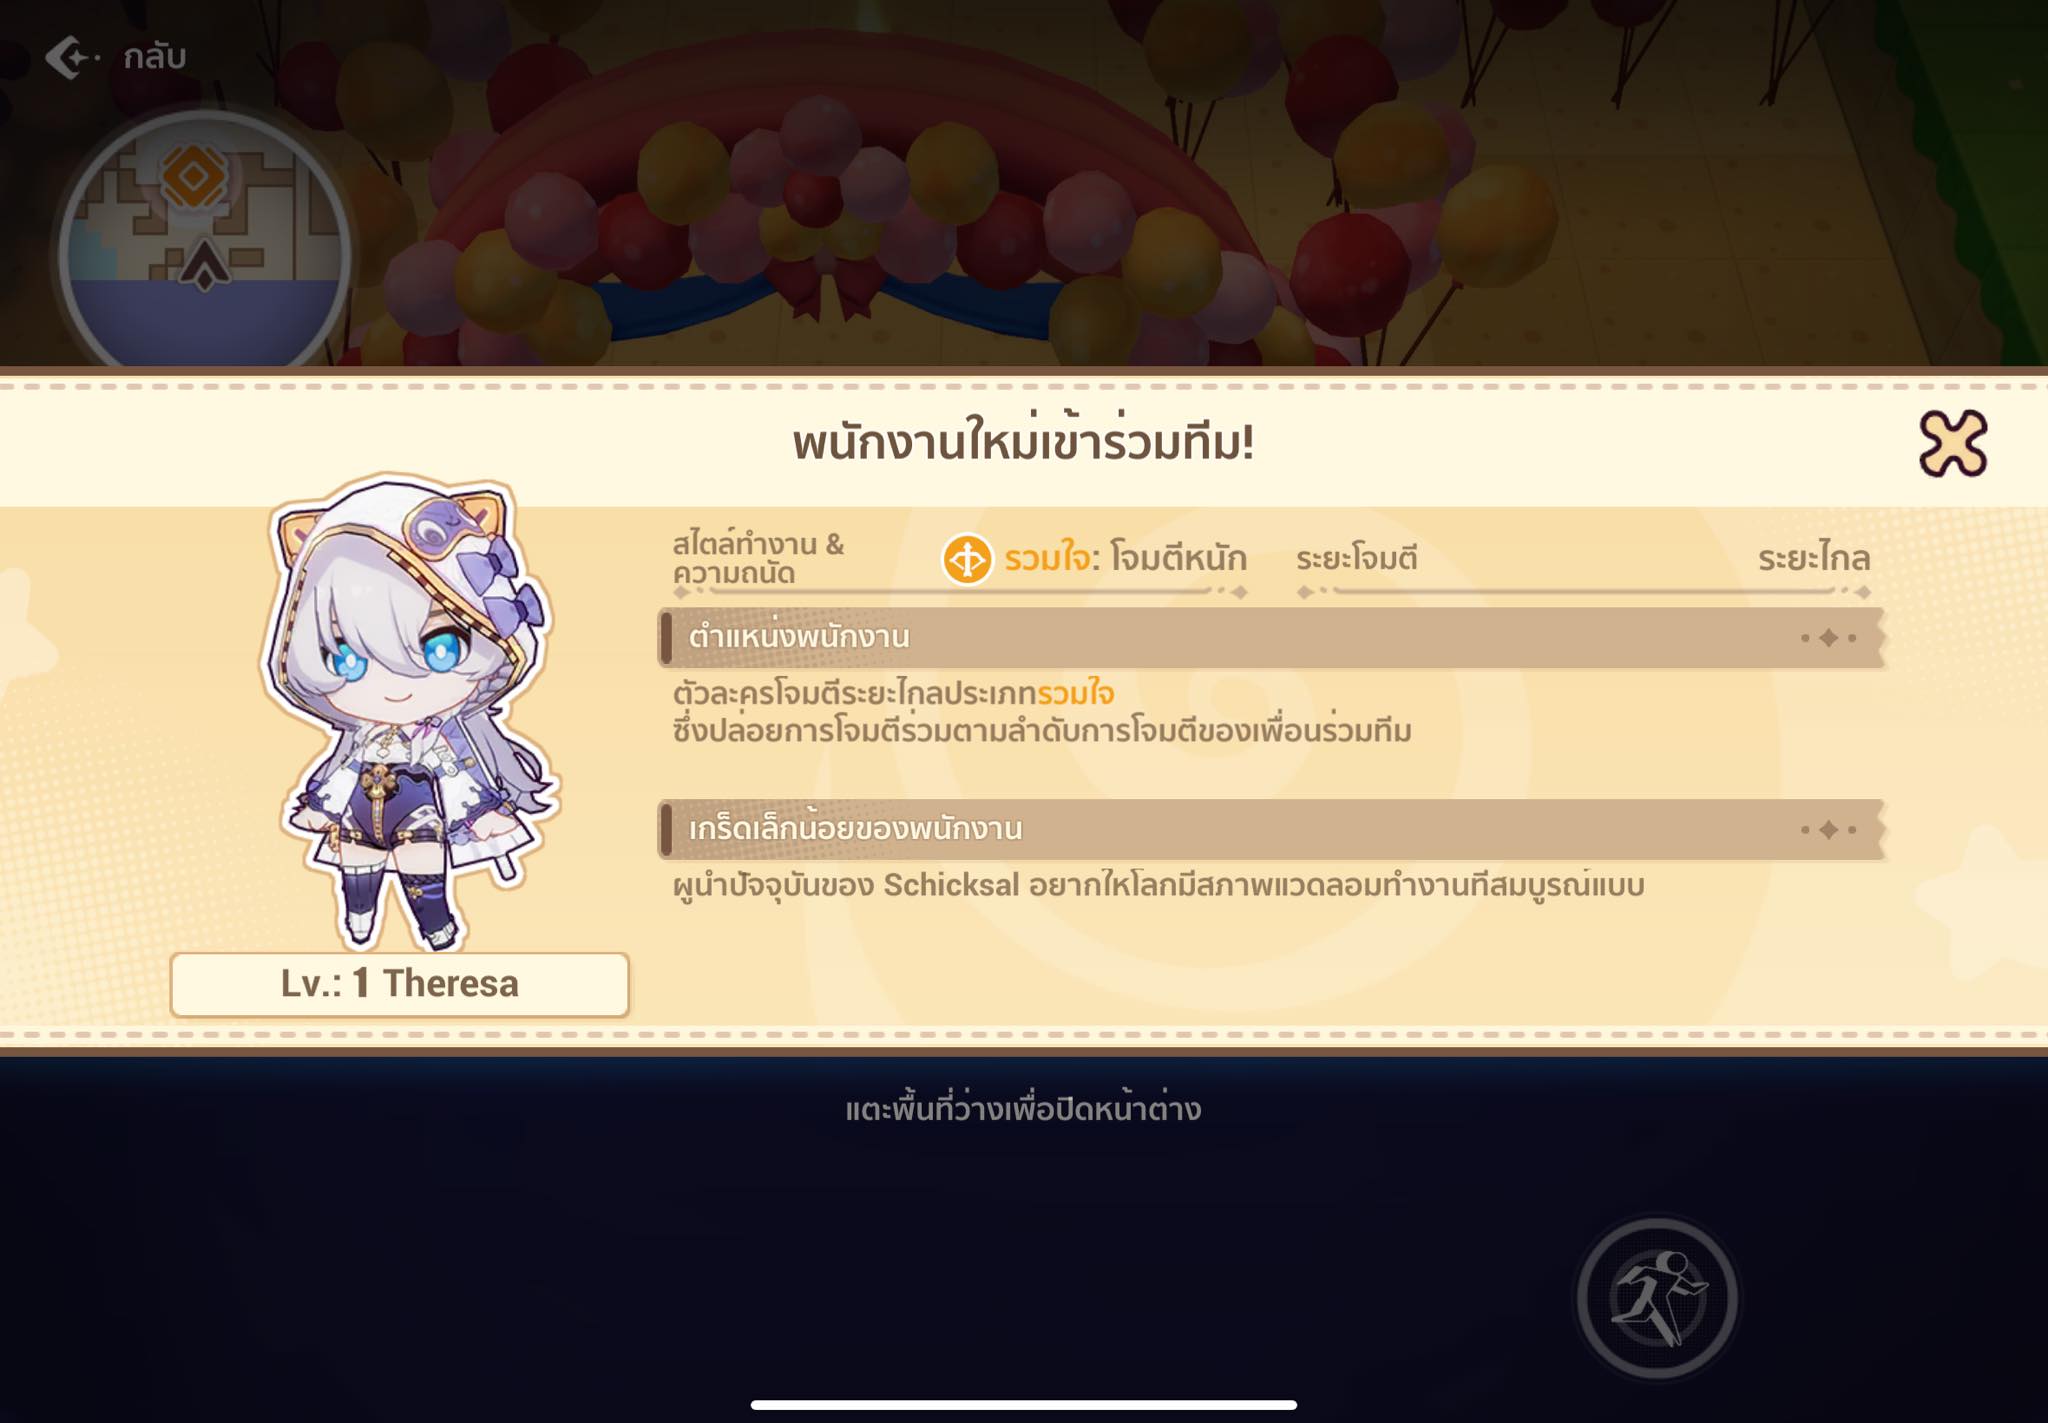 กลับ
พนักงานใหม่เข้าร่วมทีม!
สไตล์ทำงาน &
ความถนัด
รวมใจ: โจมตีหนัก
ระยะโจมตี
ระยะไกล
ตำแหน่งพนักงาน
ตัวละครโจมตีระยะไกลประเภทรวมใจ
ซึ่งปล่อยการโจมตีร่วมตามลำดับการโจมตีของเพื่อนร่วมทีม
เกร็ดเล็กน้อยของพนักงาน
ผู้นำปัจจุบันของ Schicksal อยากให้โลกมีสภาพแวดลอมทำงานที่สมบูรณ์แบบ
Lv.: 1 Theresa
แตะพื้นที่ว่างเพื่อปิดหน้าต่าง